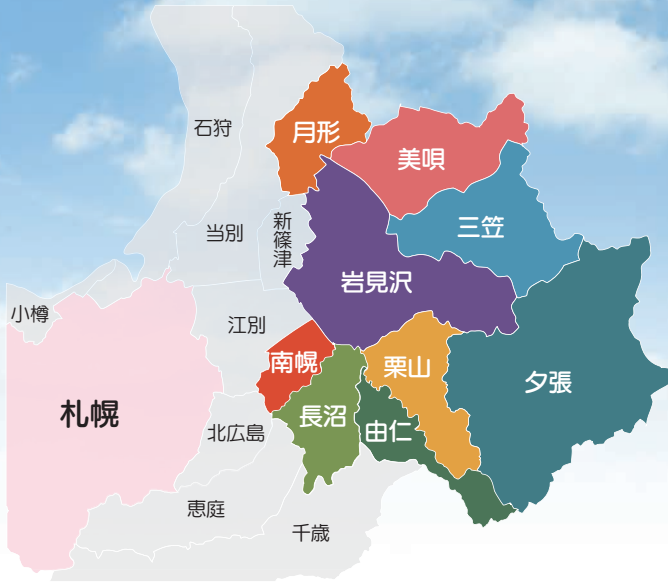 石狩
月形
美唄
当別
新篠津
三笠
岩見沢
小樽
江別
南幌
栗山
夕張
札幌
長沼
由仁
北広島
恵庭
千歳